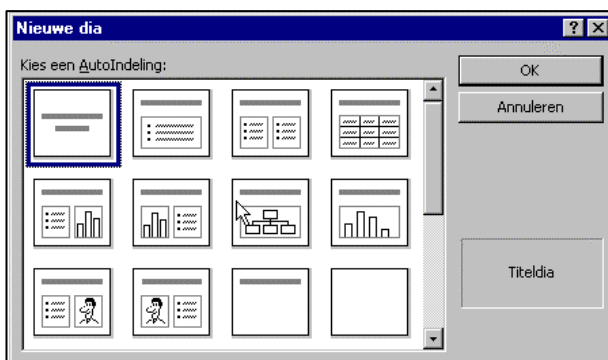 Nieuwe dia
Kies een AutoIndeling:
OK
Annuleren
Titeldia